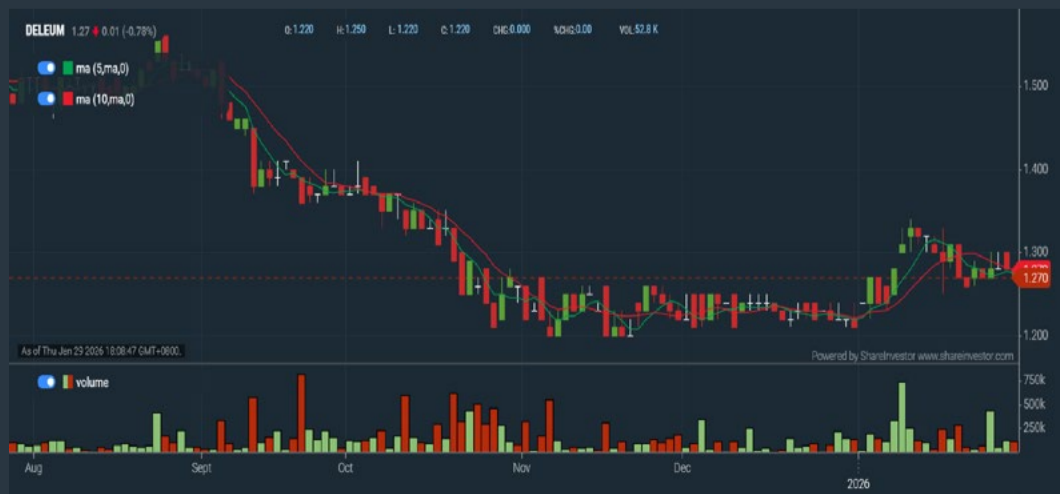 DELEUM 1.27 0.01 (-0.78%) O: 1.220 H: 1.250 L: 1.220 C: 1.220 CHG: 0.000 %CHG: 0.00 VOL: 52.8 K
ma (5,ma,0)
ma (10,ma,0)
1.500
1.400
1.300
1.270
1.200
As of Thu Jan 29 2026 18:08:47 GMT+0800.
Powered by ShareInvestor www.shareinvestor.com
volume
750k
500k
250k
Aug Sept Oct Nov Dec
2026